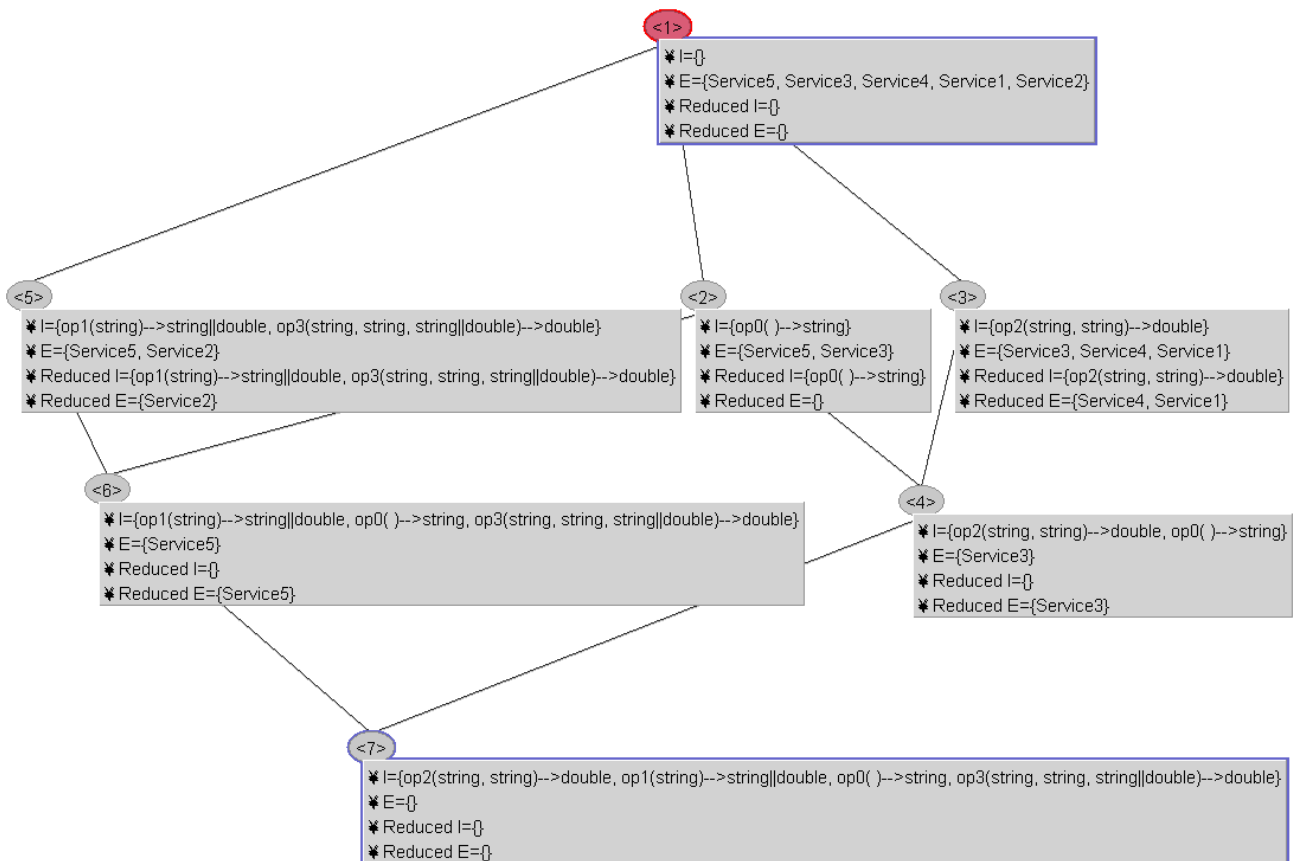 <1>
¥ I={}
¥ E={Service5, Service3, Service4, Service1, Service2}
¥ Reduced I={}
¥ Reduced E={}
<5>
¥ I={op1(string)-->string||double, op3(string, string, string||double)-->double}
¥ E={Service5, Service2}
¥ Reduced I={op1(string)-->string||double, op3(string, string, string||double)-->double}
¥ Reduced E={Service2}
<2>
¥ I={op0( )-->string}
¥ E={Service5, Service3}
¥ Reduced I={op0( )-->string}
¥ Reduced E={}
<3>
¥ I={op2(string, string)-->double}
¥ E={Service3, Service4, Service1}
¥ Reduced I={op2(string, string)-->double}
¥ Reduced E={Service4, Service1}
<6>
¥ I={op1(string)-->string||double, op0( )-->string, op3(string, string, string||double)-->double}
¥ E={Service5}
¥ Reduced I={}
¥ Reduced E={Service5}
<4>
¥ I={op2(string, string)-->double, op0( )-->string}
¥ E={Service3}
¥ Reduced I={}
¥ Reduced E={Service3}
<7>
¥ I={op2(string, string)-->double, op1(string)-->string||double, op0( )-->string, op3(string, string, string||double)-->double}
¥ E={}
¥ Reduced I={}
¥ Reduced E={}